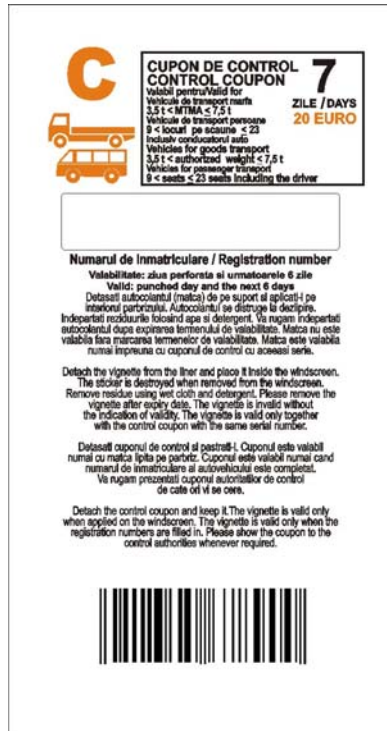 C
CUPON DE CONTROL
CONTROL COUPON
Valabil pentru/Valid for
Vehicule de transport marfa
3,5 t < MTMA ≤ 7,5 t
Vehicule de transport persoane
9 < locuri pe scaune ≤ 23
inclusiv conducatorul auto
Vehicles for goods transport
3,5 t < authorized weight < 7,5 t
Vehicles for passenger transport
9 < seats ≤ 23 seats including the driver
7
ZILE / DAYS
20 EURO
Numarul de Inmatriculare / Registration number
Valabilitate: ziua perforata si urmatoarele 6 zile
Valid: punched day and the next 6 days
Detasati autocolantul (matca) de pe suport si aplicati-l pe
interiorul parbrizului. Autocolantul se distruge la dezlipire.
Indepartati reziduurile folosind apa si detergent. Va rugam indepartati
autocolantul dupa expirarea termenului de valabilitate. Matca nu este
valabila fara marcarea termenelor de valabilitate. Matca este valabila
numai impreuna cu cuponul de control cu aceeasi serie.
Detach the vignette from the liner and place it inside the windscreen.
The sticker is destroyed when removed from the windscreen.
Remove residue using wet cloth and detergent. Please remove the
vignette after expiry date. The vignette is invalid without
the indication of validity. The vignette is valid only together
with the control coupon with the same serial number.
Detasati cuponul de control si pastrati-l. Cuponul este valabil
numai cu matca lipita pe parbriz. Cuponul este valabil numai cand
numarul de inmatriculare al autovehicului este completat.
Va rugam prezentati cuponul autoritatilor de control
de cate ori vi se cere.
Detach the control coupon and keep it.The vignette is valid only
when applied on the windscreen. The vignette is valid only when the
registration numbers are filled in. Please show the coupon to the
control authorities whenever required.